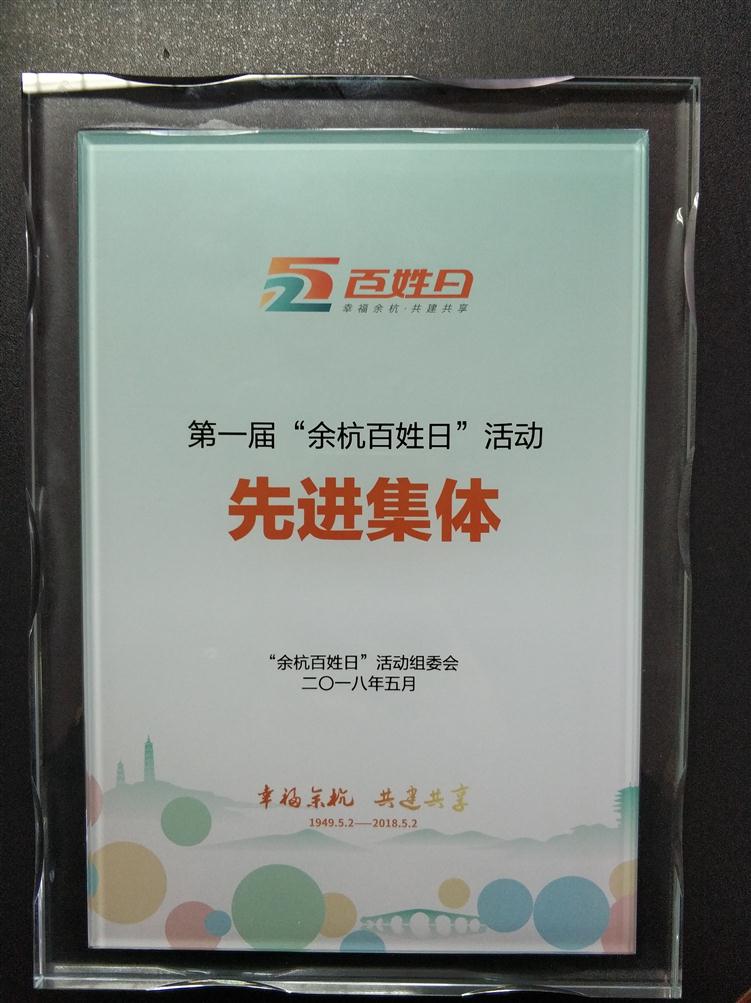 52 百姓日
幸福余杭·共建共享
第一届“余杭百姓日”活动
先进集体
“余杭百姓日”活动组委会
二〇一八年五月
幸福余杭 共建共享
1949.5.2——2018.5.2